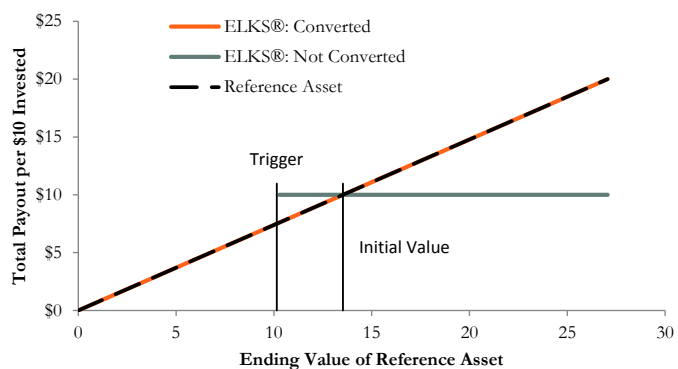 ELKS®: Converted
ELKS®: Not Converted
Reference Asset
Total Payout per $10 Invested
$25
$20
$15
$10
$5
$0
Trigger
Initial Value
0 5 10 15 20 25 30
Ending Value of Reference Asset